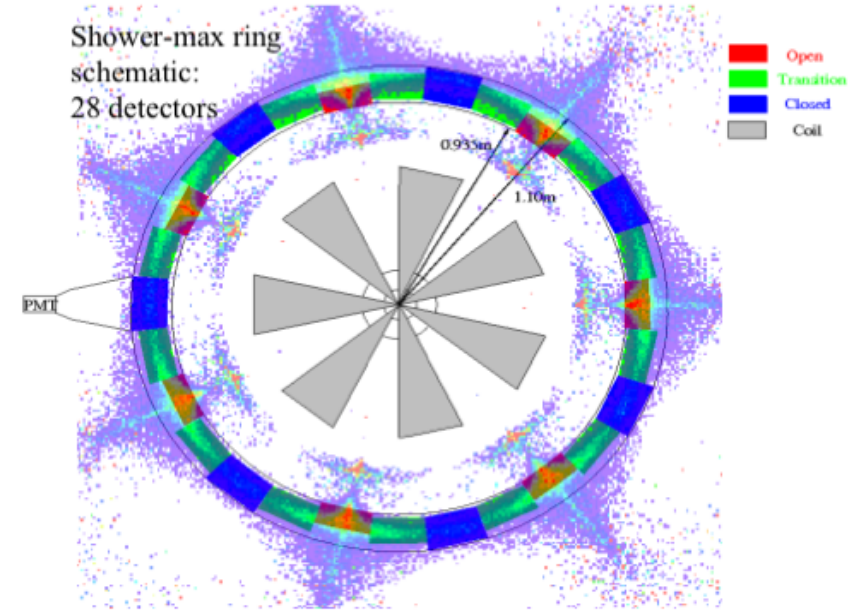 Shower-max ring
schematic:
28 detectors
Open
Transition
Closed
Coil
0.935m
1.10m
PMT